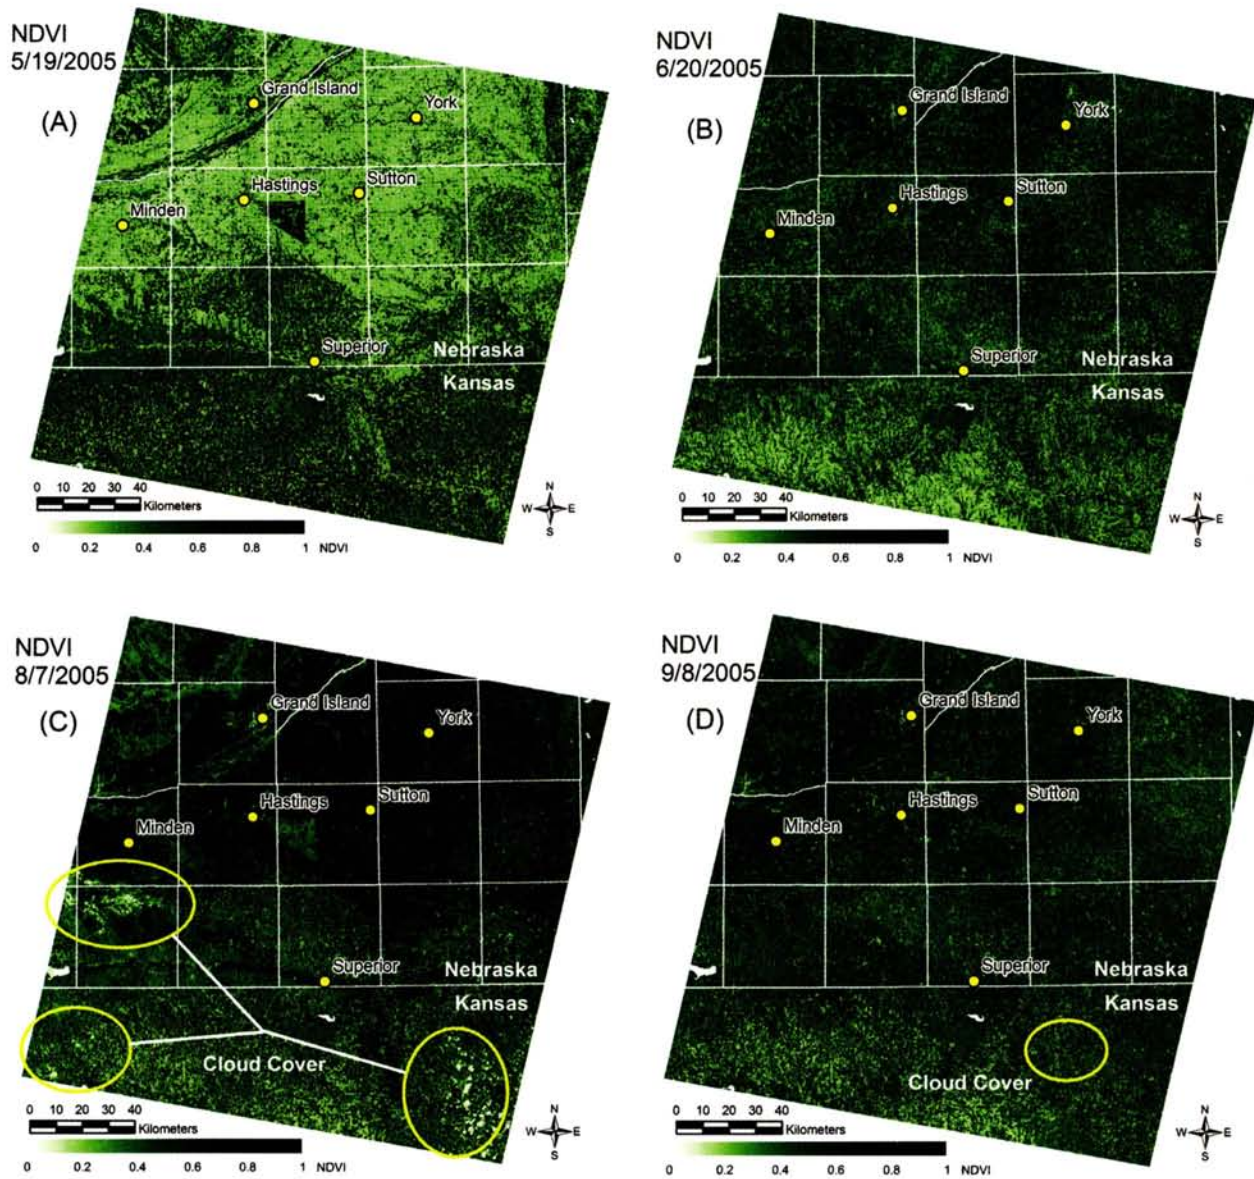 NDVI
5/19/2005
(A)
Grand Island
York
Hastings
Sutton
Minden
Superior
Nebraska
Kansas
0 10 20 30 40
Kilometers
0 0.2 0.4 0.6 0.8 1 NDVI
N
W E
S
NDVI
6/20/2005
(B)
Grand Island
York
Hastings
Sutton
Minden
Superior
Nebraska
Kansas
0 10 20 30 40
Kilometers
0 0.2 0.4 0.6 0.8 1 NDVI
N
W E
S
NDVI
8/7/2005
(C)
Grand Island
York
Hastings
Sutton
Minden
Superior
Nebraska
Kansas
Cloud Cover
0 10 20 30 40
Kilometers
0 0.2 0.4 0.6 0.8 1 NDVI
N
W E
S
NDVI
9/8/2005
(D)
Grand Island
York
Hastings
Sutton
Minden
Superior
Nebraska
Kansas
Cloud Cover
0 10 20 30 40
Kilometers
0 0.2 0.4 0.6 0.8 1 NDVI
N
W E
S